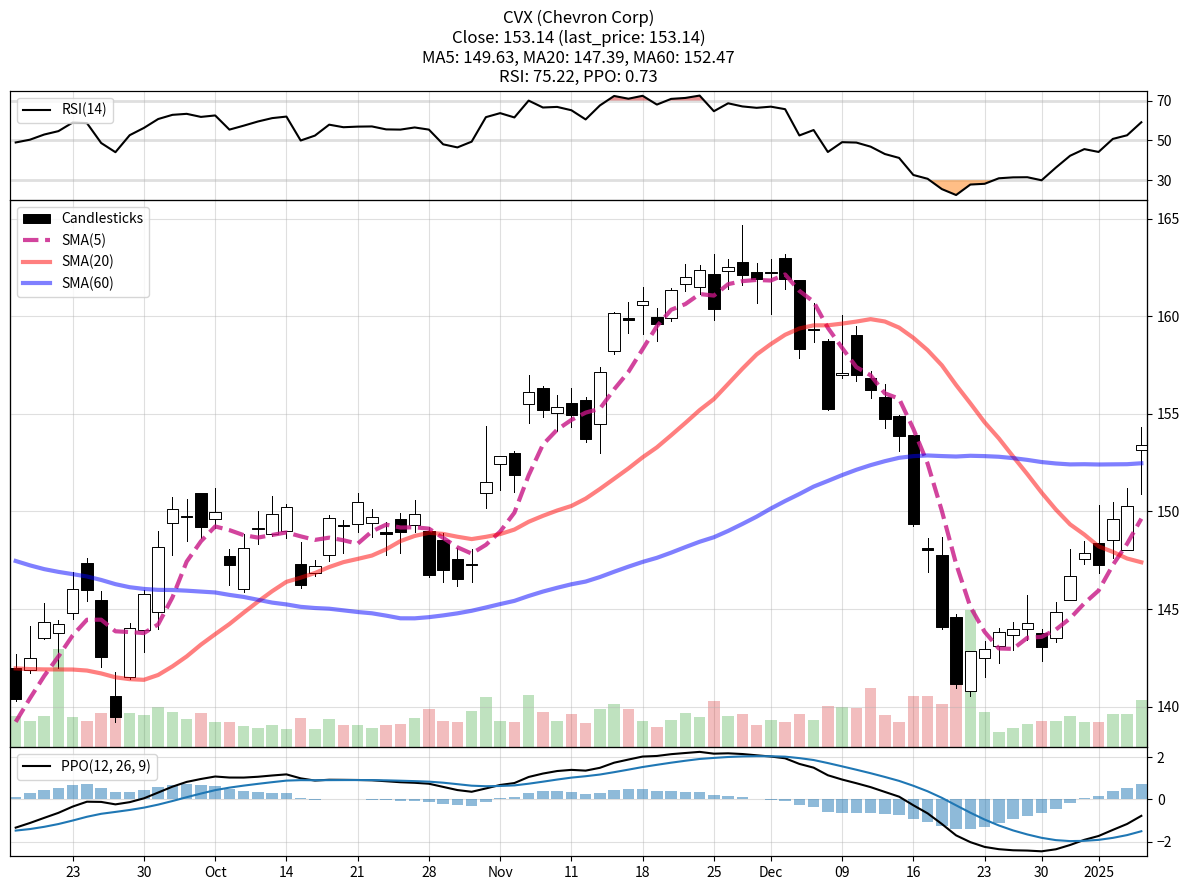 CVX (Chevron Corp)
Close: 153.14 (last_price: 153.14)
MA5: 149.63, MA20: 147.39, MA60: 152.47
RSI: 75.22, PPO: 0.73
RSI(14)
70
50
30
Candlesticks
SMA(5)
SMA(20)
SMA(60)
165
160
155
150
145
140
PPO(12, 26, 9)
2
0
−2
23 30 Oct 14 21 28 Nov 11 18 25 Dec 09 16 23 30 2025